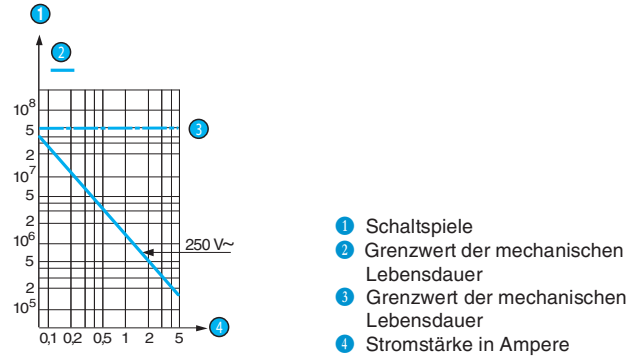 1
2
10⁸
5
3
2
10⁷
5
2
10⁶
250 V~
5
2
10⁵
4
0,1 0,2 0,5 1 2 5
1 Schaltspiele
2 Grenzwert der mechanischen
Lebensdauer
3 Grenzwert der mechanischen
Lebensdauer
4 Stromstärke in Ampere